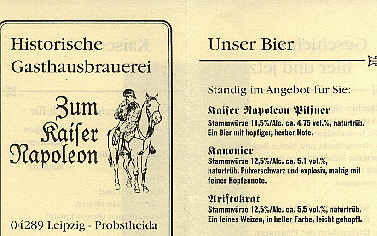 Historische
Gasthausbrauerei
Zum
Kaiser
Napoleon
04289 Leipzig - Probstheida
Unser Bier
Ständig im Angebot für Sie:
Kaiser Napoleon Pilsner
Stammwürze 11,5%/Alc. ca. 4.75 vol.%, naturtrüb.
Ein Bier mit hopfiger, herber Note.
Kanonier
Stammwürze 12,5%/Alc. ca. 5.1 vol.%,
naturtrüb. Pulverschwarz und explosiv, malzig mit
feiner Hopfennote.
Aristokrat
Stammwürze 12,5%/Alc. ca. 5.5 vol.%, naturtrüb.
Ein feines Weizen, in heller Farbe, leicht gehopft.